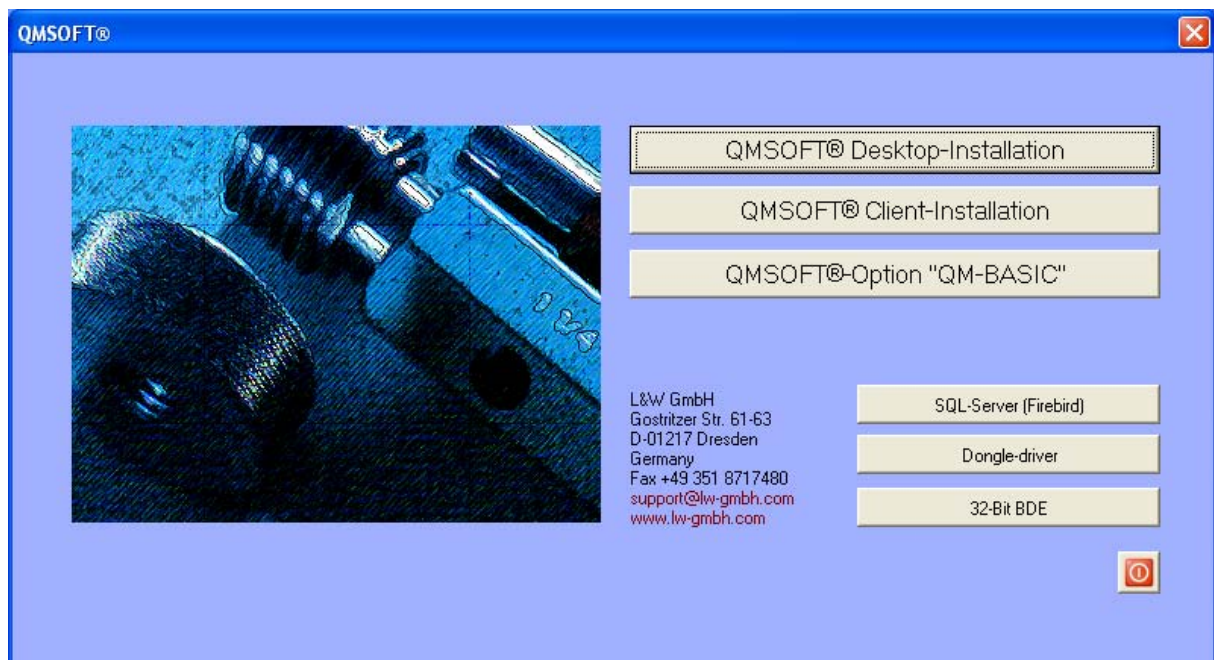 QMSOFT®
QMSOFT® Desktop-Installation
QMSOFT® Client-Installation
QMSOFT®-Option "QM-BASIC"
L&W GmbH
Gostritzer Str. 61-63
D-01217 Dresden
Germany
Fax +49 351 8717480
support@lw-gmbh.com
www.lw-gmbh.com
SQL-Server (Firebird)
Dongle-driver
32-Bit BDE